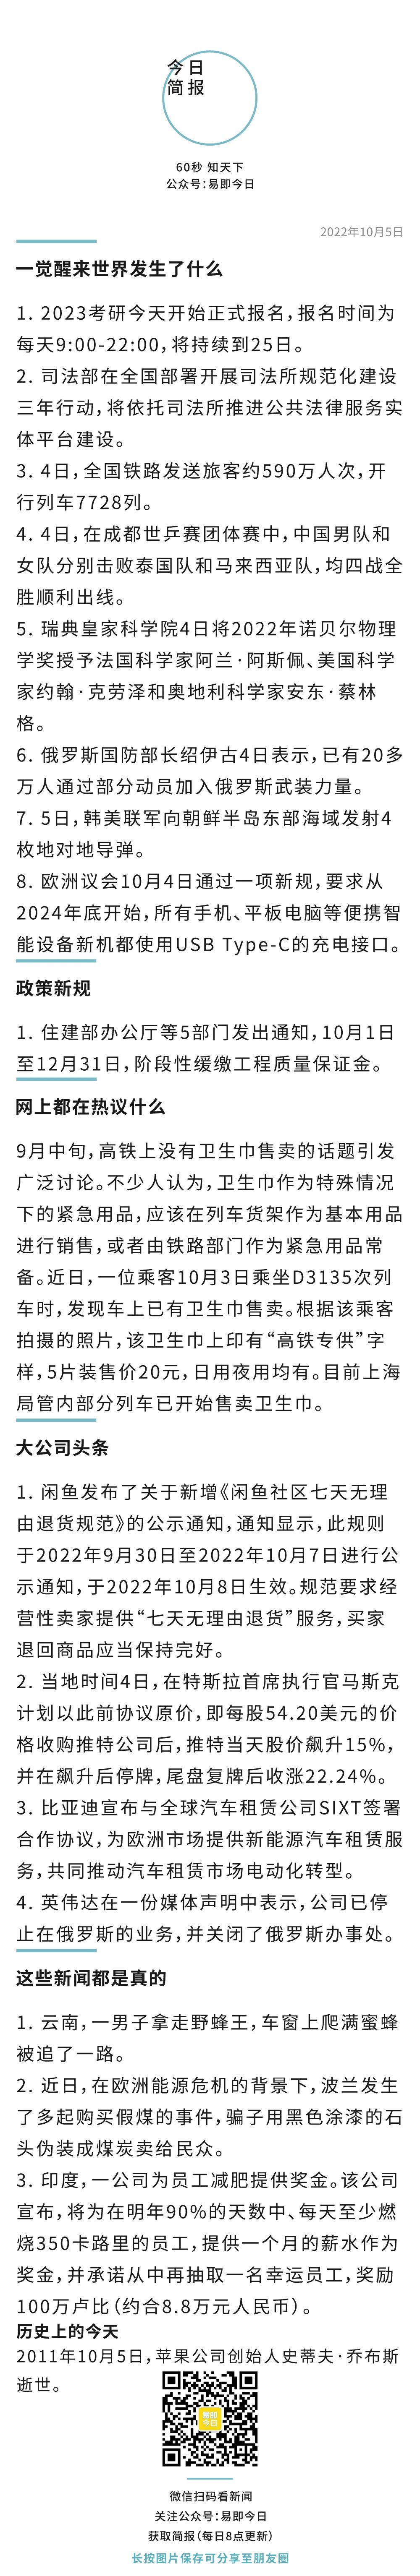 今日
简报
60秒 知天下
公众号：易即今日
2022年10月5日
一觉醒来世界发生了什么
1. 2023考研今天开始正式报名，报名时间为
每天9:00-22:00，将持续到25日。
2. 司法部在全国部署开展司法所规范化建设
三年行动，将依托司法所推进公共法律服务实
体平台建设。
3. 4日，全国铁路发送旅客约590万人次，开
行列车7728列。
4. 4日，在成都世乒赛团体赛中，中国男队和
女队分别击败泰国队和马来西亚队，均四战全
胜顺利出线。
5. 瑞典皇家科学院4日将2022年诺贝尔物理
学奖授予法国科学家阿兰·阿斯佩、美国科学
家约翰·克劳泽和奥地利科学家安东·蔡林
格。
6. 俄罗斯国防部长绍伊古4日表示，已有20多
万人通过部分动员加入俄罗斯武装力量。
7. 5日，韩美联军向朝鲜半岛东部海域发射4
枚地对地导弹。
8. 欧洲议会10月4日通过一项新规，要求从
2024年底开始，所有手机、平板电脑等便携智
能设备新机都使用USB Type-C的充电接口。
政策新规
1. 住建部办公厅等5部门发出通知，10月1日
至12月31日，阶段性缓缴工程质量保证金。
网上都在热议什么
9月中旬，高铁上没有卫生巾售卖的话题引发
广泛讨论。不少人认为，卫生巾作为特殊情况
下的紧急用品，应该在列车货架作为基本用品
进行销售，或者由铁路部门作为紧急用品常
备。近日，一位乘客10月3日乘坐D3135次列
车时，发现车上已有卫生巾售卖。根据该乘客
拍摄的照片，该卫生巾上印有“高铁专供”字
样，5片装售价20元，日用夜用均有。目前上海
局管内部分列车已开始售卖卫生巾。
大公司头条
1. 闲鱼发布了关于新增《闲鱼社区七天无理
由退货规范》的公示通知，通知显示，此规则
于2022年9月30日至2022年10月7日进行公
示通知，于2022年10月8日生效。规范要求经
营性卖家提供“七天无理由退货”服务，买家
退回商品应当保持完好。
2. 当地时间4日，在特斯拉首席执行官马斯克
计划以此前协议原价，即每股54.20美元的价
格收购推特公司后，推特当天股价飙升15%，
并在飙升后停牌，尾盘复牌后收涨22.24%。
3. 比亚迪宣布与全球汽车租赁公司SIXT签署
合作协议，为欧洲市场提供新能源汽车租赁服
务，共同推动汽车租赁市场电动化转型。
4. 英伟达在一份媒体声明中表示，公司已停
止在俄罗斯的业务，并关闭了俄罗斯办事处。
这些新闻都是真的
1. 云南，一男子拿走野蜂王，车窗上爬满蜜蜂
被追了一路。
2. 近日，在欧洲能源危机的背景下，波兰发生
了多起购买假煤的事件，骗子用黑色涂漆的石
头伪装成煤炭卖给民众。
3. 印度，一公司为员工减肥提供奖金。该公司
宣布，将为在明年90%的天数中、每天至少燃
烧350卡路里的员工，提供一个月的薪水作为
奖金，并承诺从中再抽取一名幸运员工，奖励
100万卢比（约合8.8万元人民币）。
历史上的今天
2011年10月5日，苹果公司创始人史蒂夫·乔布斯
逝世。
易即
今日
微信扫码看新闻
关注公众号：易即今日
获取简报（每日8点更新）
长按图片保存可分享至朋友圈